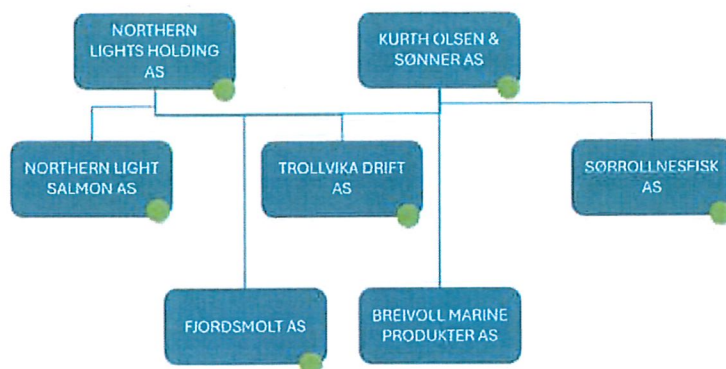 NORTHERN
LIGHTS HOLDING
AS
KURTH OLSEN &
SØNNER AS
NORTHERN LIGHT
SALMON AS
TROLLVIKA DRIFT
AS
SØRROLLNESFISK
AS
FJORDSMOLT AS
BREIVOLL MARINE
PRODUKTER AS